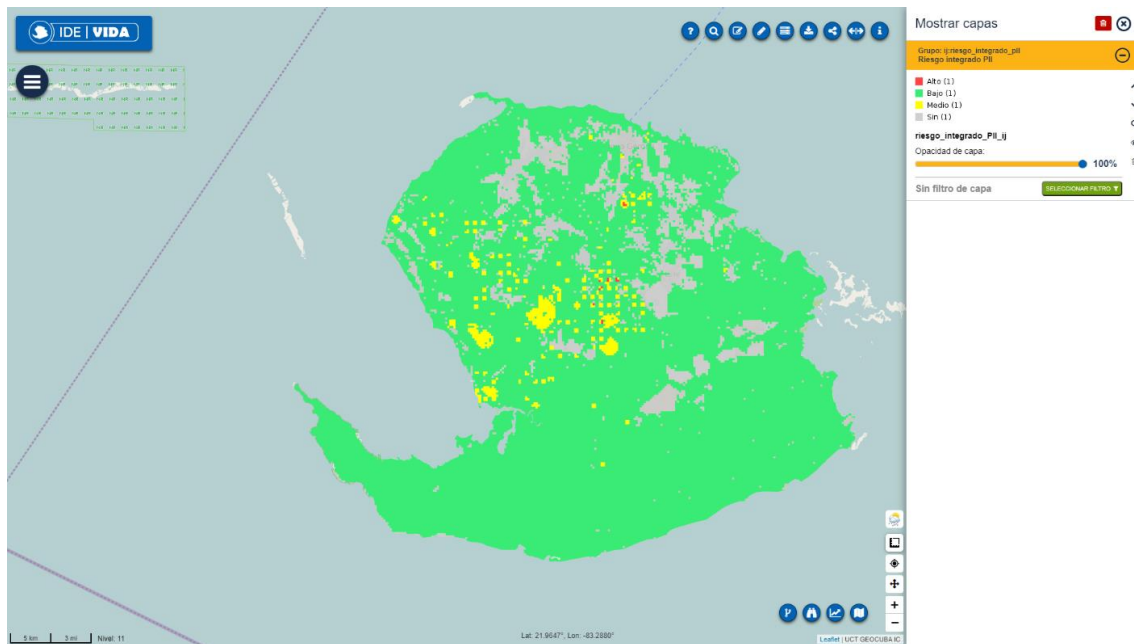 IDE | VIDA
Mostrar capas
Grupo: ij:riesgo_integrado_pII
Riesgo integrado PII
Alto (1)
Bajo (1)
Medio (1)
Sin (1)
riesgo_integrado_PII_ij
Opacidad de capa:
100%
Sin filtro de capa
SELECCIONAR FILTRO
5 km
3 mi
Nivel: 11
Lat: 21.9647°, Lon: -83.2880°
Leaflet | UCT GEOCUBA IC